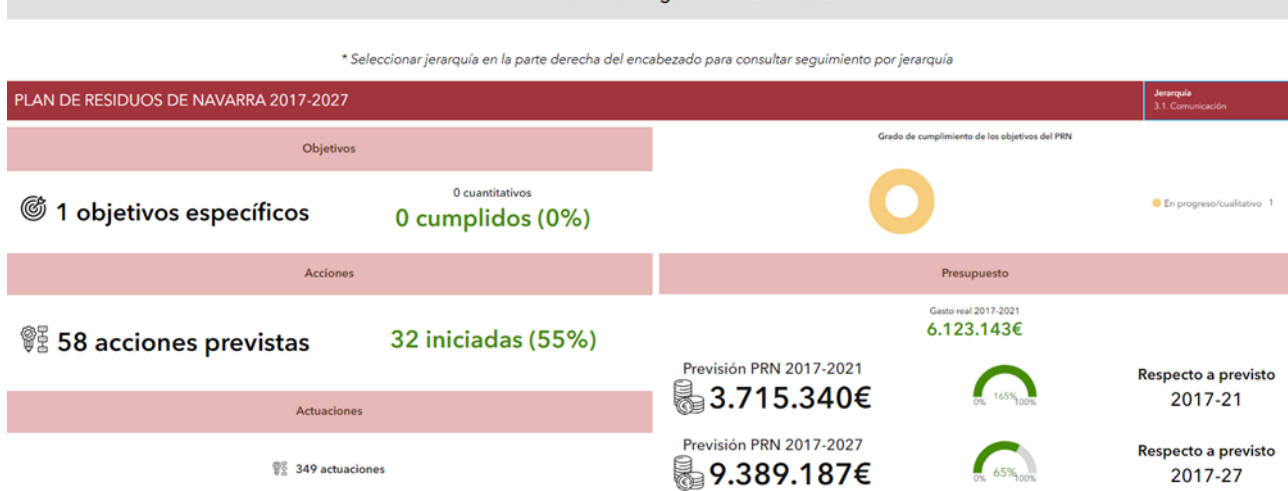 * Seleccionar jerarquía en la parte derecha del encabezado para consultar seguimiento por jerarquía
PLAN DE RESIDUOS DE NAVARRA 2017-2027
Jerarquía
3.1. Comunicación
Objetivos
1 objetivos específicos
0 cuantitativos
0 cumplidos (0%)
Grado de cumplimiento de los objetivos del PRN
En progreso/cualitativo 1
Acciones
58 acciones previstas
32 iniciadas (55%)
Actuaciones
349 actuaciones
Presupuesto
Gasto real 2017-2021
6.123.143€
Previsión PRN 2017-2021
3.715.340€
0% 165% 100%
Respecto a previsto
2017-21
Previsión PRN 2017-2027
9.389.187€
0% 65% 100%
Respecto a previsto
2017-27